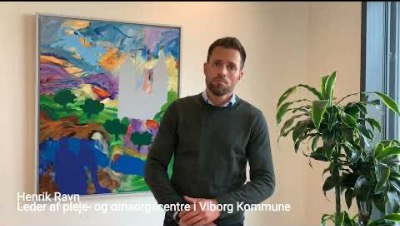 Henrik Ravn
Leder af pleje- og omsorgscentre i Viborg Kommune